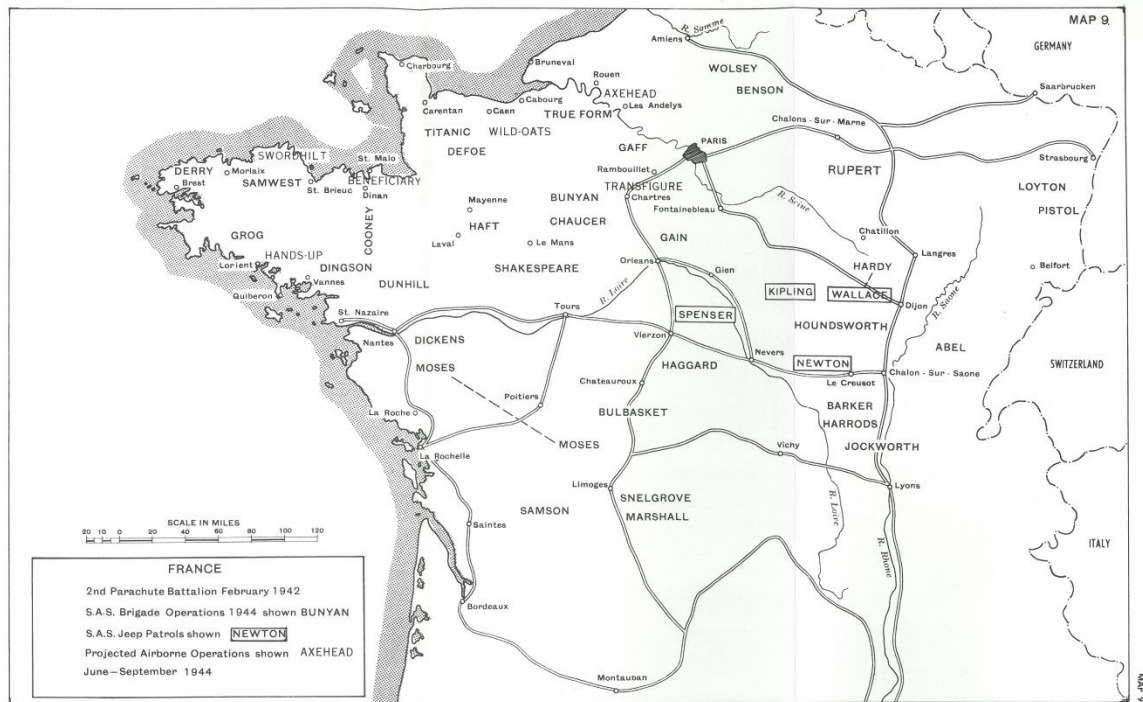 MAP 9.
GERMANY
R. Somme
Amiens
WOLSEY
BENSON
Saarbrucken
Cherbourg
Bruneval
Rouen
AXEHEAD
Les Andelys
Carentan
Caen
Cabourg
TRUE FORM
TITANIC
WILD-OATS
DEFOE
GAFF
PARIS
Chalons-Sur-Marne
Strasbourg
SWORDHILT
St. Malo
DERRY
Morlaix
Brest
SAMWEST
St. Brieuc
BENEFICIARY
Dinan
Rambouillet
TRANSFIGURE
Chartres
RUPERT
LOYTON
PISTOL
Mayenne
BUNYAN
Fontainebleau
R. Seine
COONEY
HAFT
Laval
CHAUCER
Le Mans
GAIN
Chatillon
GROG
HANDS-UP
Lorient
DINGSON
Vannes
Quiberon
DUNHILL
SHAKESPEARE
Orleans
Gien
HARDY
Langres
Belfort
R. Loire
KIPLING
WALLACE
Dijon
R. Saone
St. Nazaire
Nantes
Tours
SPENSER
HOUNDSWORTH
DICKENS
Vierzon
Nevers
ABEL
MOSES
HAGGARD
NEWTON
Le Creusot
Chalon-Sur-Saone
SWITZERLAND
Chateauroux
Poitiers
La Roche
BULBASKET
BARKER
HARRODS
MOSES
JOCKWORTH
La Rochelle
Vichy
Limoges
Lyons
SAMSON
SNELGROVE
MARSHALL
R. Loire
Saintes
R. Rhone
ITALY
SCALE IN MILES
20 10 0 20 40 60 80 100 120
FRANCE
2nd Parachute Battalion February 1942
S.A.S. Brigade Operations 1944 shown BUNYAN
S.A.S. Jeep Patrols shown NEWTON
Projected Airborne Operations shown AXEHEAD
June—September 1944
Bordeaux
Montauban
MAP 9